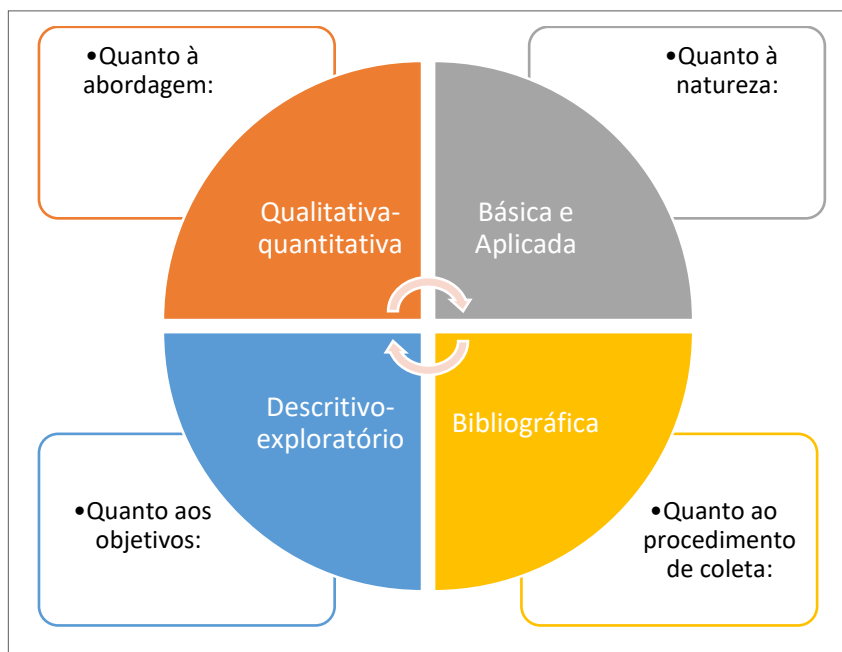 •Quanto à
abordagem:
•Quanto à
natureza:
Qualitativa-
quantitativa
Básica e
Aplicada
Descritivo-
exploratório
Bibliográfica
•Quanto aos
objetivos:
•Quanto ao
procedimento
de coleta: